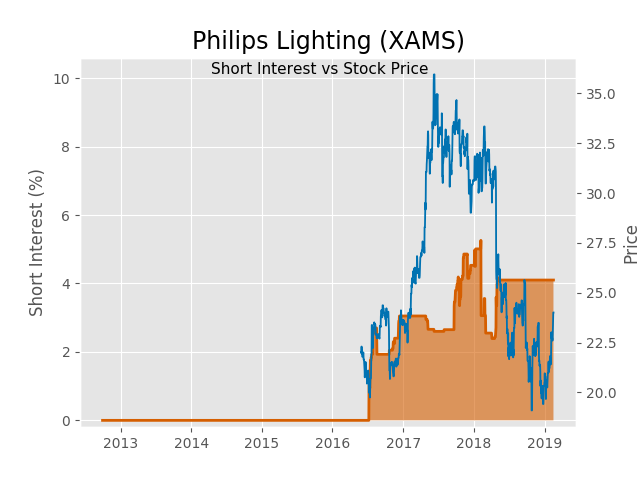 Philips Lighting (XAMS)
Short Interest vs Stock Price
10
8
6
4
2
0
Short Interest (%)
35.0
32.5
30.0
27.5
25.0
22.5
20.0
Price
2013 2014 2015 2016 2017 2018 2019